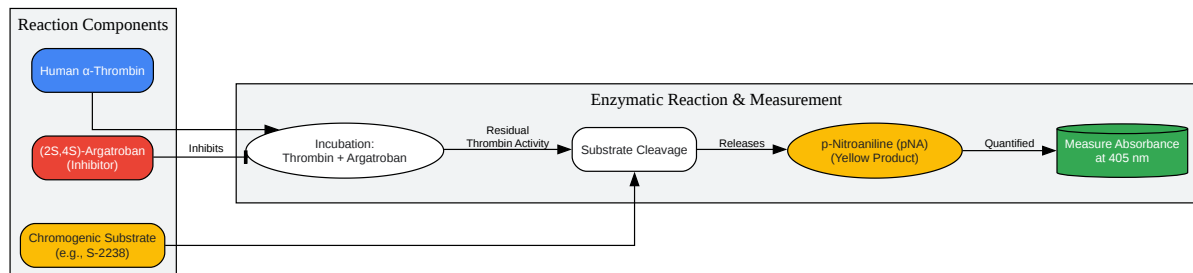 Reaction Components
Human α-Thrombin
(2S,4S)-Argatroban
(Inhibitor)
Chromogenic Substrate
(e.g., S-2238)
Inhibits
Enzymatic Reaction & Measurement
Incubation:
Thrombin + Argatroban
Residual
Thrombin Activity
Substrate Cleavage
Releases
p-Nitroaniline (pNA)
(Yellow Product)
Quantified
Measure Absorbance
at 405 nm